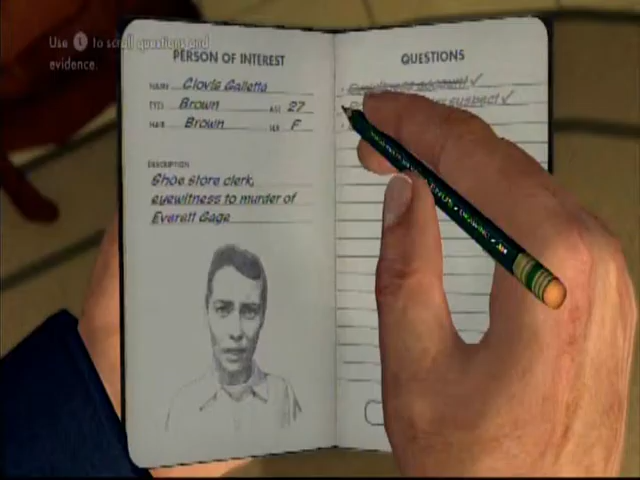 Use L to scroll questions and
evidence.
PERSON OF INTEREST
NAME Clovis Galletta
EYES Brown AGE 27
HAIR Brown SEX F
DESCRIPTION
Shoe store clerk,
eyewitness to murder of
Everett Gage
QUESTIONS
suspect ✓